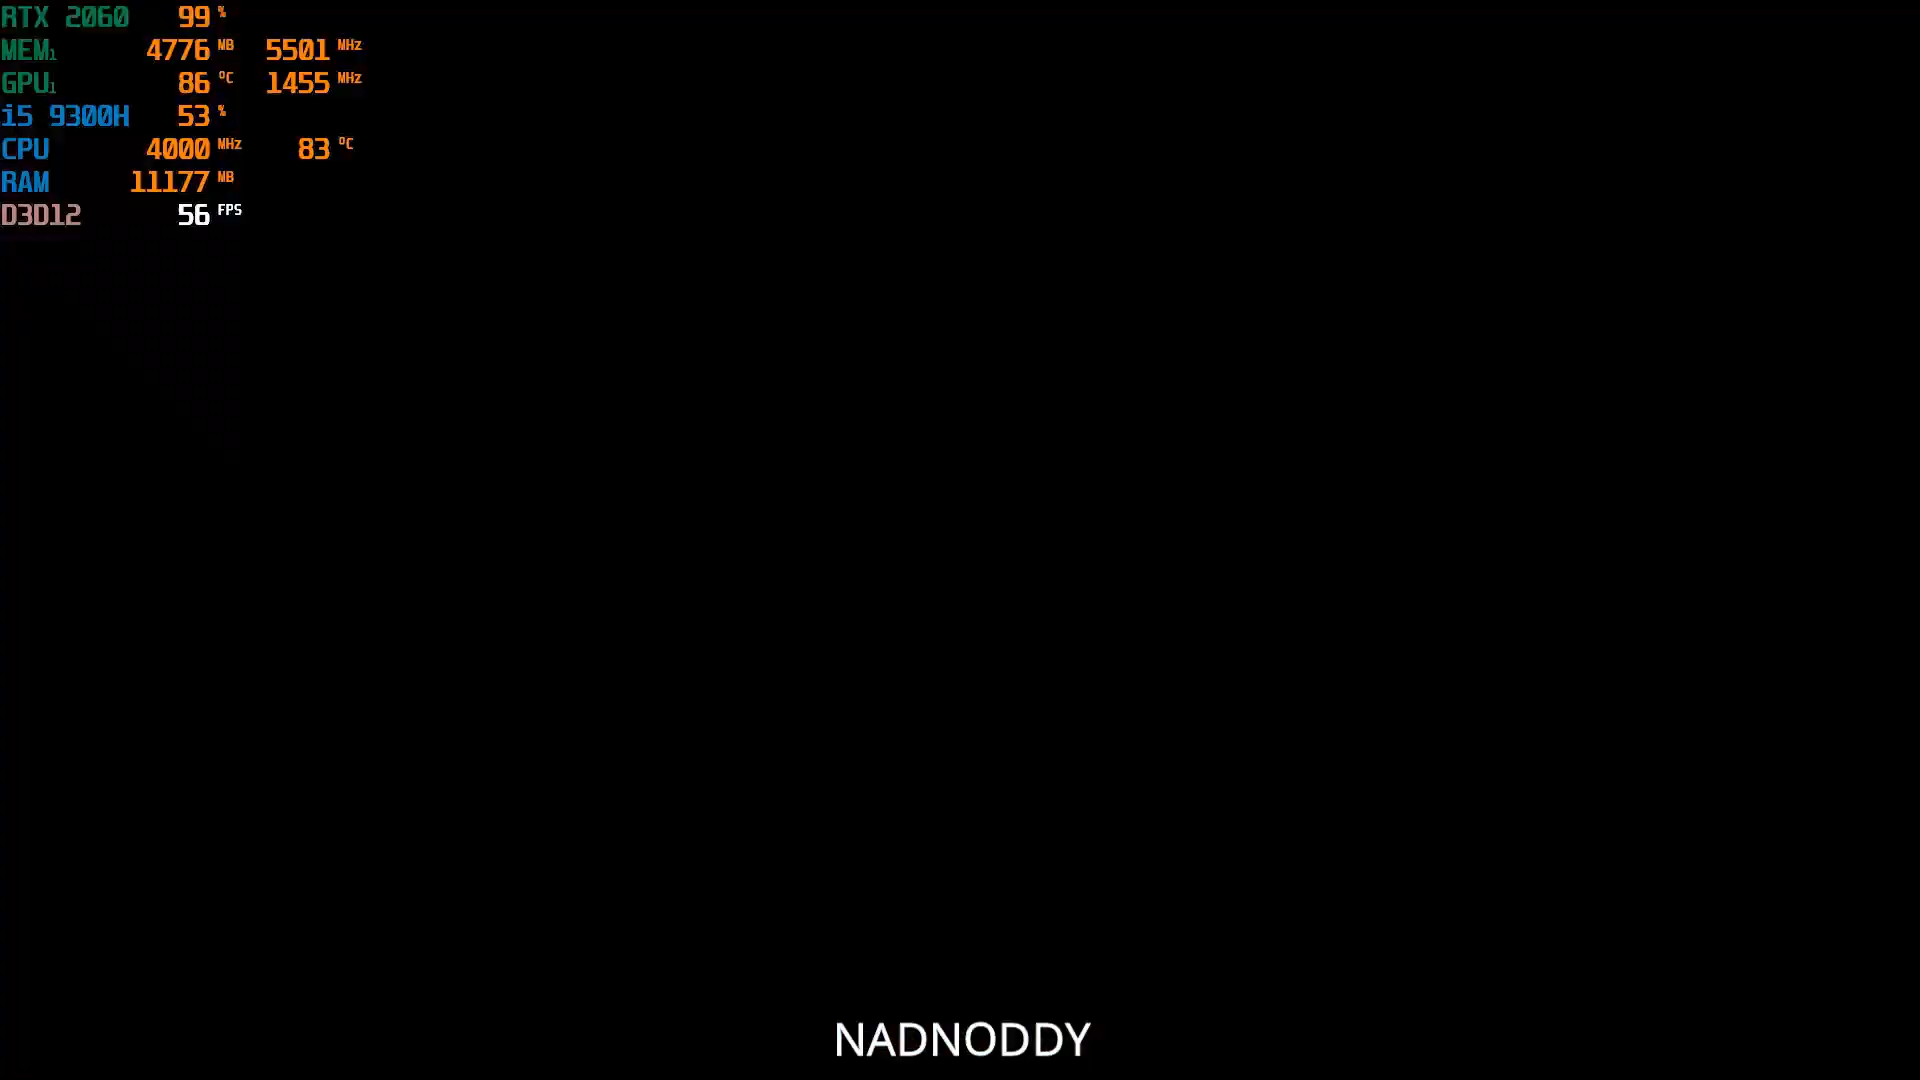 RTX 2060 99 %
MEM1 4776 MB 5501 MHz
GPU1 86 °C 1455 MHz
i5 9300H 53 %
CPU 4000 MHz 83 °C
RAM 11177 MB
D3D12 56 FPS
NADNODDY